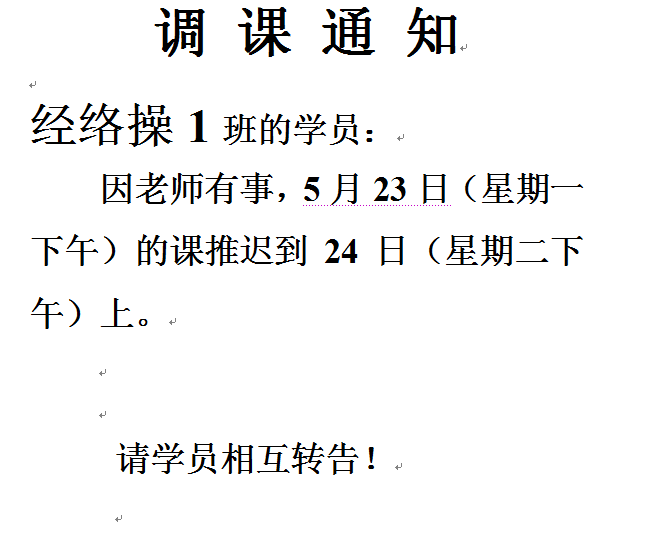 调 课 通 知
经络操 1 班的学员：
因老师有事，5 月 23 日（星期一
下午）的课推迟到 24 日（星期二下
午）上。
请学员相互转告！